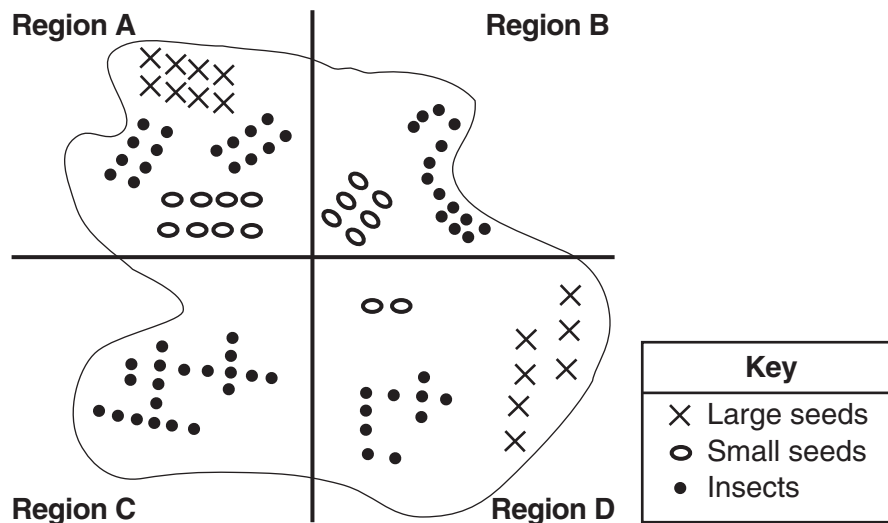 Region A
Region B
Region C
Region D
Key
Large seeds
Small seeds
Insects